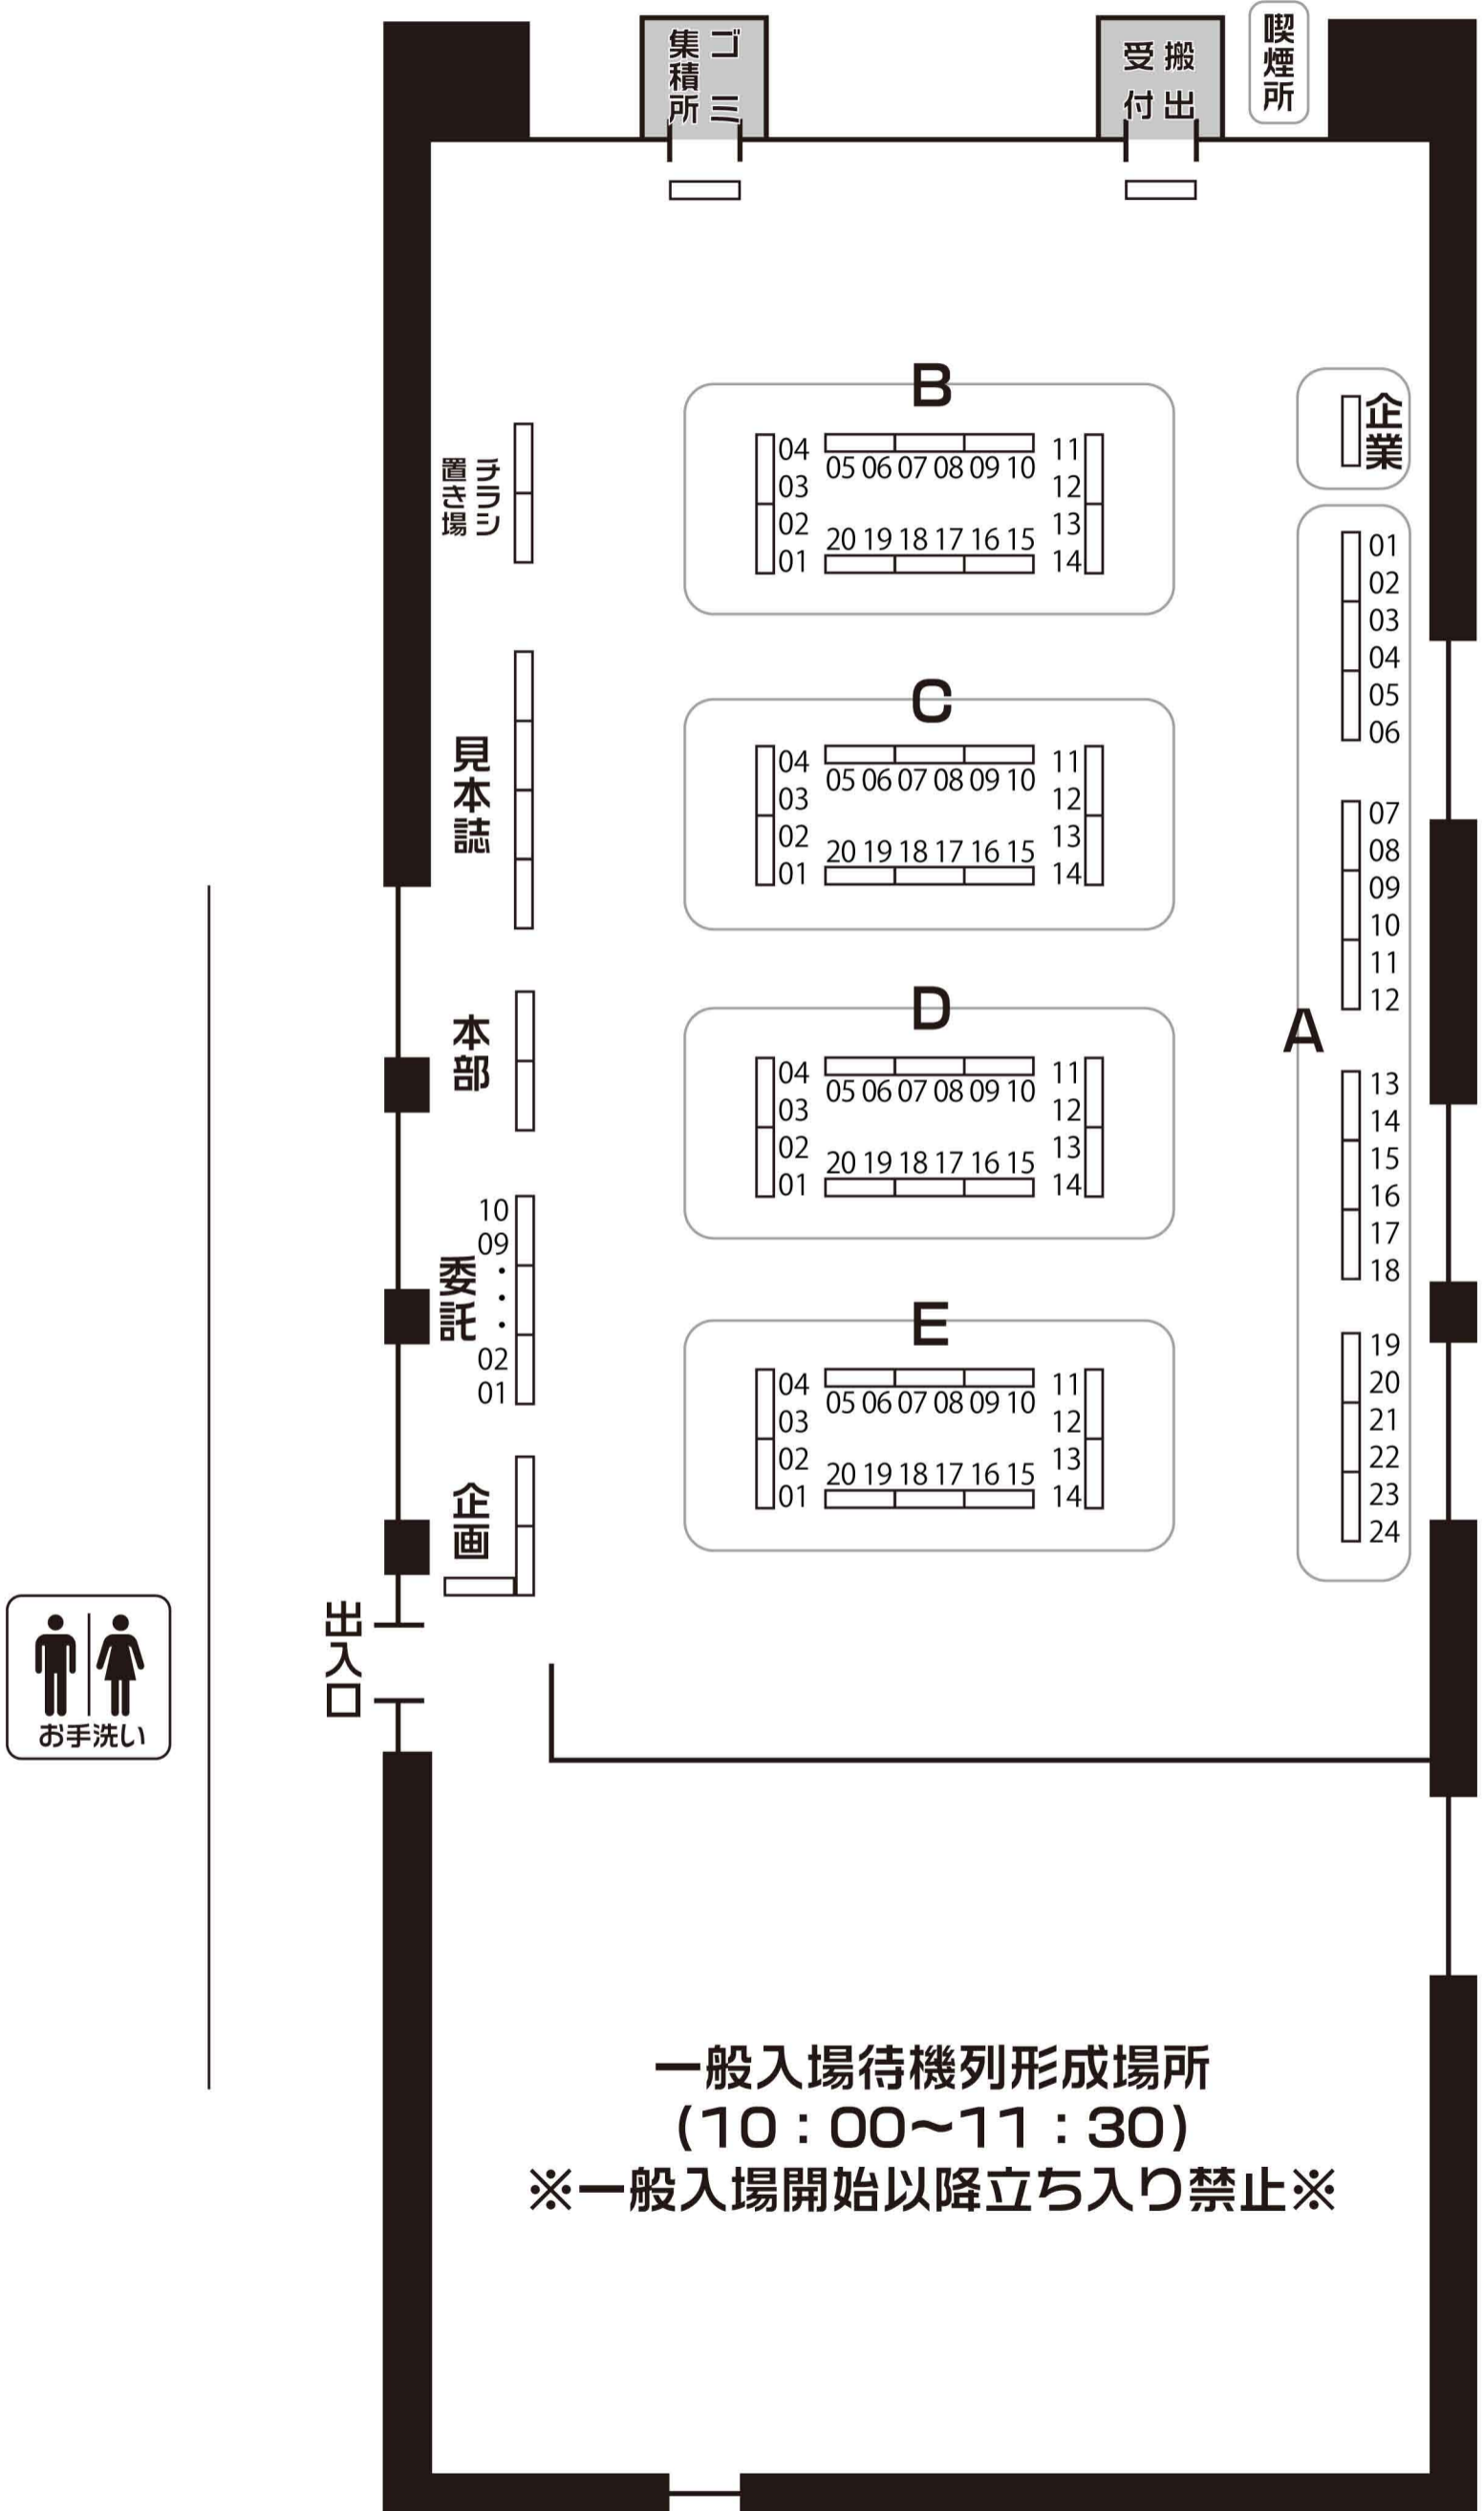 ゴミ
集積所
搬出
受付
喫煙所
B
04
03
02
01
05 06 07 08 09 10
20 19 18 17 16 15
11
12
13
14
企業
チラシ
置き場
A
01
02
03
04
05
06
07
08
09
10
11
12
13
14
15
16
17
18
19
20
21
22
23
24
見本誌
C
04
03
02
01
05 06 07 08 09 10
20 19 18 17 16 15
11
12
13
14
本部
D
04
03
02
01
05 06 07 08 09 10
20 19 18 17 16 15
11
12
13
14
委託
10
09
・
・
・
02
01
E
04
03
02
01
05 06 07 08 09 10
20 19 18 17 16 15
11
12
13
14
企画
出入口
お手洗い
一般入場待機列形成場所
(10：00～11：30)
※一般入場開始以降立ち入り禁止※